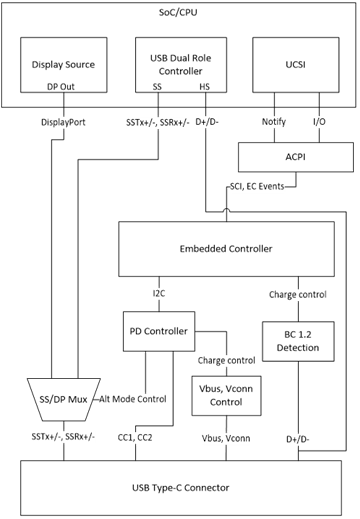 SoC/CPU
Display Source
DP Out
USB Dual Role
Controller
SS HS
UCSI
DisplayPort
SSTx+/-, SSRx+/-
D+/D-
Notify
I/O
ACPI
SCI, EC Events
Embedded Controller
I2C
Charge control
PD Controller
BC 1.2
Detection
Charge control
Vbus, Vconn
Control
SS/DP Mux
Alt Mode Control
SSTx+/-, SSRx+/-
CC1, CC2
Vbus, Vconn
D+/D-
USB Type-C Connector